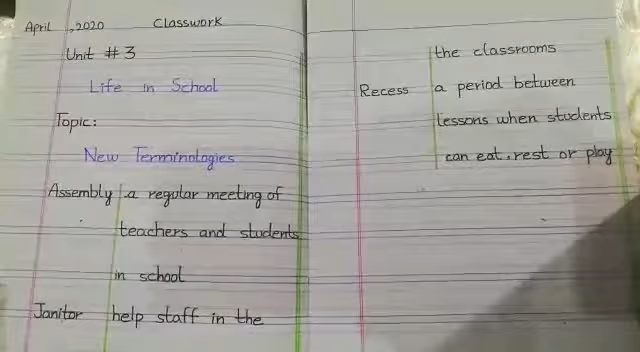 April ,2020 Classwork
Unit # 3
Life in School
Topic:
New Terminologies
Assembly a regular meeting of
teachers and students
in school
Janitor help staff in the
the classrooms
Recess a period between
lessons when students
can eat, rest or play